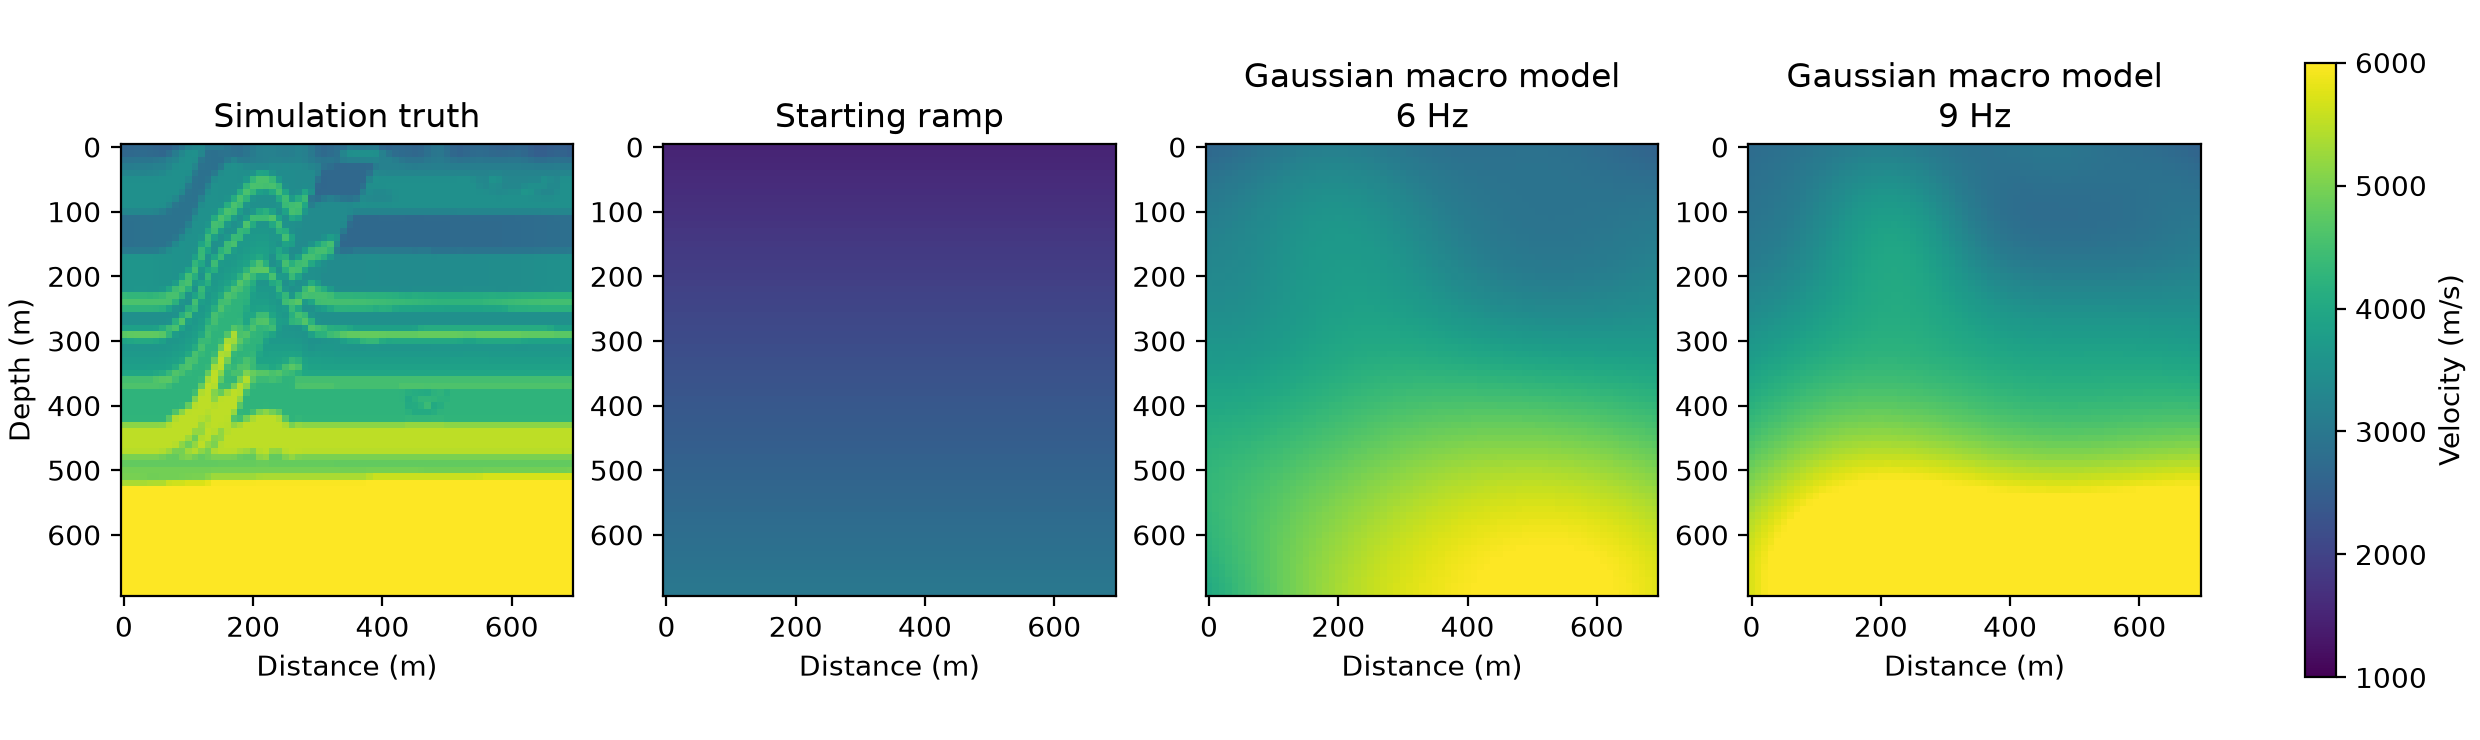 Simulation truth
Starting ramp
Gaussian macro model
6 Hz
Gaussian macro model
9 Hz
Depth (m)
0
100
200
300
400
500
600
0 200 400 600
Distance (m)
0
100
200
300
400
500
600
0 200 400 600
Distance (m)
0
100
200
300
400
500
600
0 200 400 600
Distance (m)
0
100
200
300
400
500
600
0 200 400 600
Distance (m)
6000
5000
4000
3000
2000
1000
Velocity (m/s)